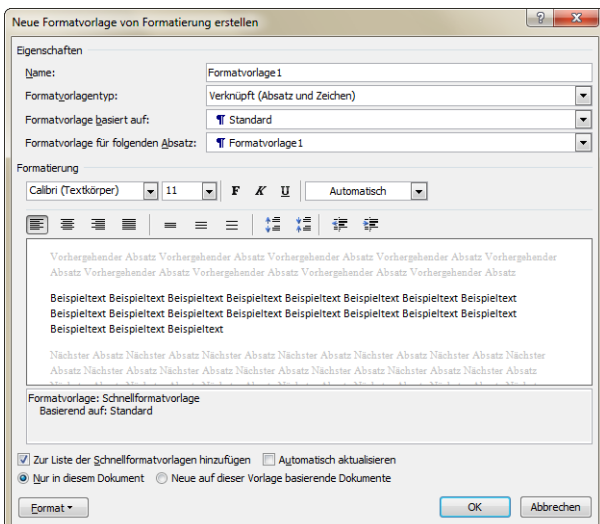 Neue Formatvorlage von Formatierung erstellen
Eigenschaften
Name: Formatvorlage1
Formatvorlagentyp: Verknüpft (Absatz und Zeichen)
Formatvorlage basiert auf: ¶ Standard
Formatvorlage für folgenden Absatz: ¶ Formatvorlage1
Formatierung
Calibri (Textkörper) 11 F K U Automatisch
Vorhergehender Absatz Vorhergehender Absatz Vorhergehender Absatz Vorhergehender Absatz Vorhergehender
Absatz Vorhergehender Absatz Vorhergehender Absatz Vorhergehender Absatz Vorhergehender Absatz
Beispieltext Beispieltext Beispieltext Beispieltext Beispieltext Beispieltext Beispieltext Beispieltext
Beispieltext Beispieltext Beispieltext Beispieltext Beispieltext Beispieltext Beispieltext Beispieltext
Beispieltext Beispieltext Beispieltext
Nächster Absatz Nächster Absatz Nächster Absatz Nächster Absatz Nächster Absatz Nächster Absatz Nächster
Absatz Nächster Absatz Nächster Absatz Nächster Absatz Nächster Absatz Nächster Absatz Nächster Absatz
Formatvorlage: Schnellformatvorlage
Basierend auf: Standard
Zur Liste der Schnellformatvorlagen hinzufügen Automatisch aktualisieren
Nur in diesem Dokument Neue auf dieser Vorlage basierende Dokumente
Format OK Abbrechen